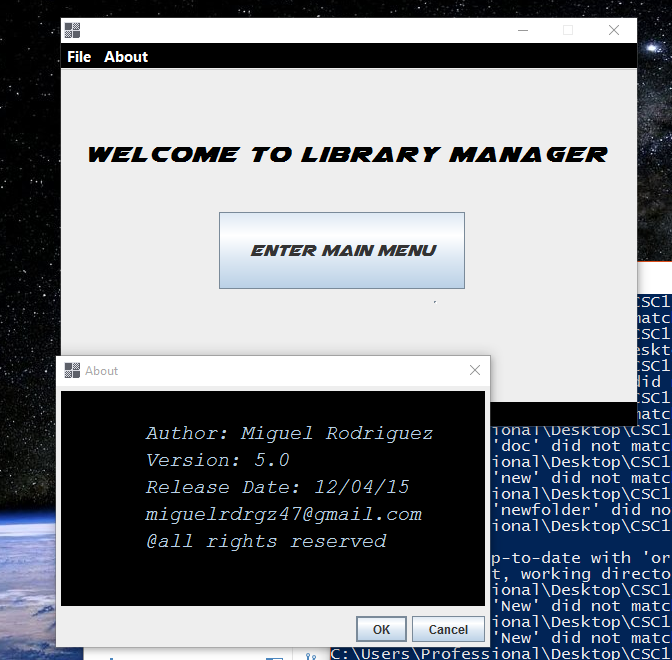 File About
WELCOME TO LIBRARY MANAGER
ENTER MAIN MENU
About
Author: Miguel Rodriguez
Version: 5.0
Release Date: 12/04/15
miguelrdrgz47@gmail.com
@all rights reserved
OK Cancel
CSC1
matc
CSC1
eskt
CSC1
did
CSC1
matc
ional\Desktop\CSC1
'doc' did not matc
ional\Desktop\CSC1
'new' did not matc
ional\Desktop\CSC1
'newfolder' did no
ional\Desktop\CSC1
p-to-date with 'or
t, working directo
ional\Desktop\CSC1
'New' did not matc
ional\Desktop\CSC1
'New' did not matc
C:\Users\Professional\Desktop\CSC1